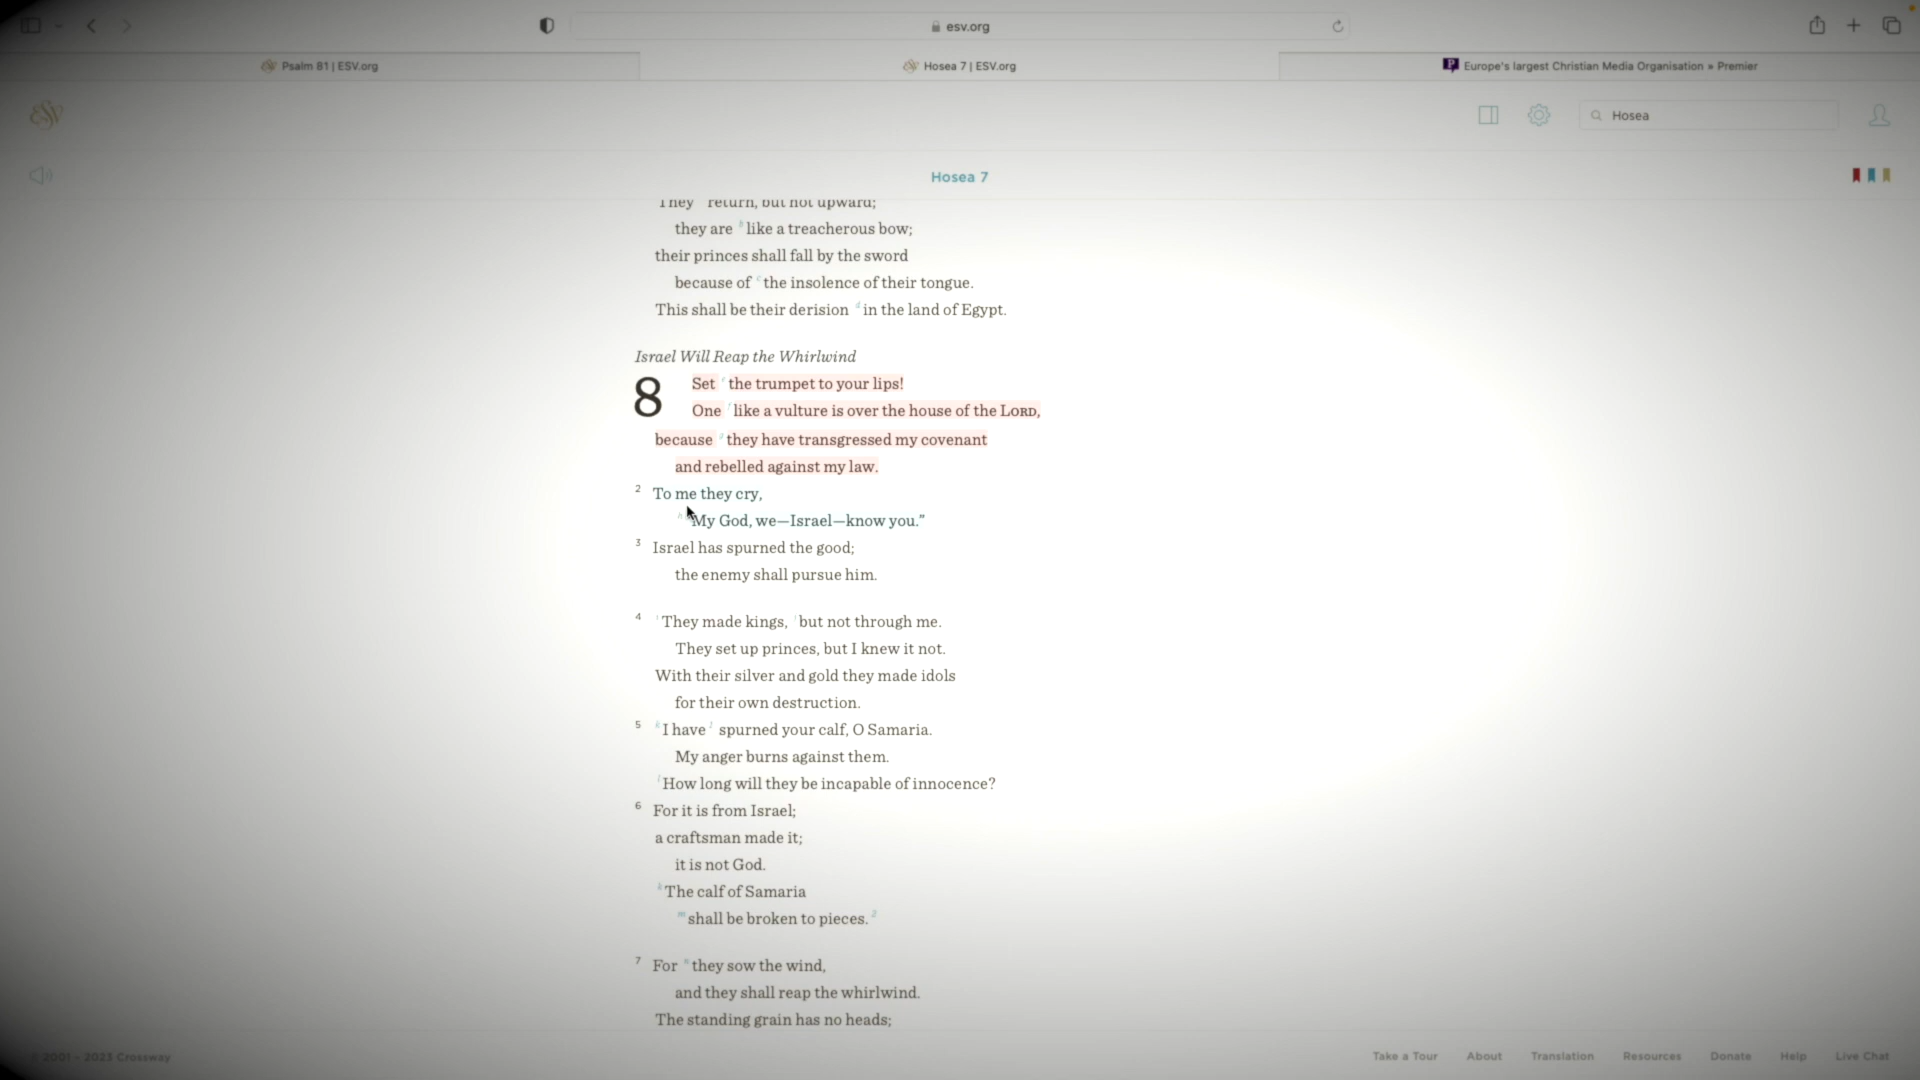 esv.org
Psalm 81 | ESV.org
Hosea 7 | ESV.org
Europe's largest Christian Media Organisation » Premier
ESV
Hosea
Hosea 7
They return, but not upward;
they are like a treacherous bow;
their princes shall fall by the sword
because of the insolence of their tongue.
This shall be their derision in the land of Egypt.
Israel Will Reap the Whirlwind
8 Set the trumpet to your lips!
One like a vulture is over the house of the LORD,
because they have transgressed my covenant
and rebelled against my law.
2 To me they cry,
"My God, we—Israel—know you."
3 Israel has spurned the good;
the enemy shall pursue him.
4 They made kings, but not through me.
They set up princes, but I knew it not.
With their silver and gold they made idols
for their own destruction.
5 I have spurned your calf, O Samaria.
My anger burns against them.
How long will they be incapable of innocence?
6 For it is from Israel;
a craftsman made it;
it is not God.
k The calf of Samaria
m shall be broken to pieces. 2
7 For they sow the wind,
and they shall reap the whirlwind.
The standing grain has no heads;
© 2001 – 2023 Crossway
Take a Tour About Translation Resources Donate Help Live Chat